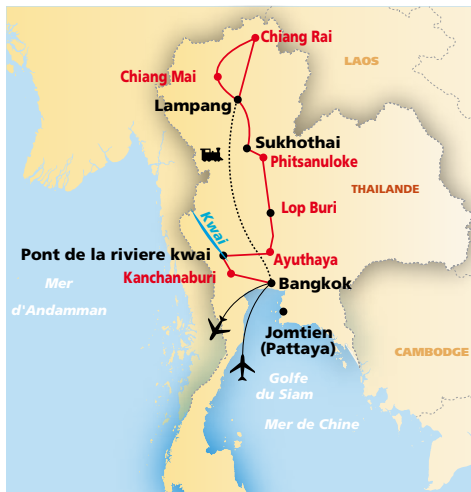 Chiang Rai
LAOS
Chiang Mai
Lampang
Sukhothai
Phitsanuloke
THAILANDE
Lop Buri
Kwai
Pont de la riviere kwai
Ayuthaya
Kanchanaburi
Bangkok
Mer
d'Andamman
Jomtien
(Pattaya)
CAMBODGE
Golfe
du Siam
Mer de Chine